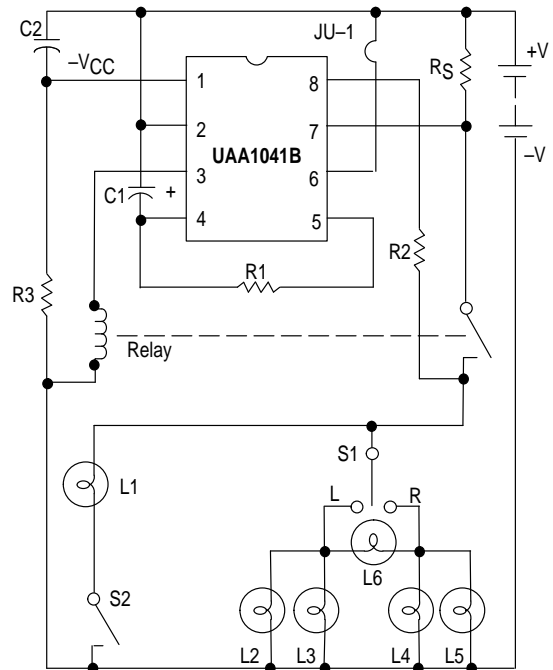 C2
JU–1
–VCC
RS
+V
–V
1
8
2
7
UAA1041B
3
6
C1
+
4
5
R1
R2
R3
Relay
S1
L
R
L1
L6
S2
L2
L3
L4
L5